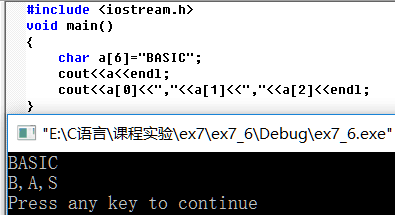 #include <iostream.h>
void main()
{
    char a[6]="BASIC";
    cout<<a<<endl;
    cout<<a[0]<<","<<a[1]<<","<<a[2]<<endl;
}
"E:\C语言\课程实验\ex7\ex7_6\Debug\ex7_6.exe"
BASIC
B,A,S
Press any key to continue